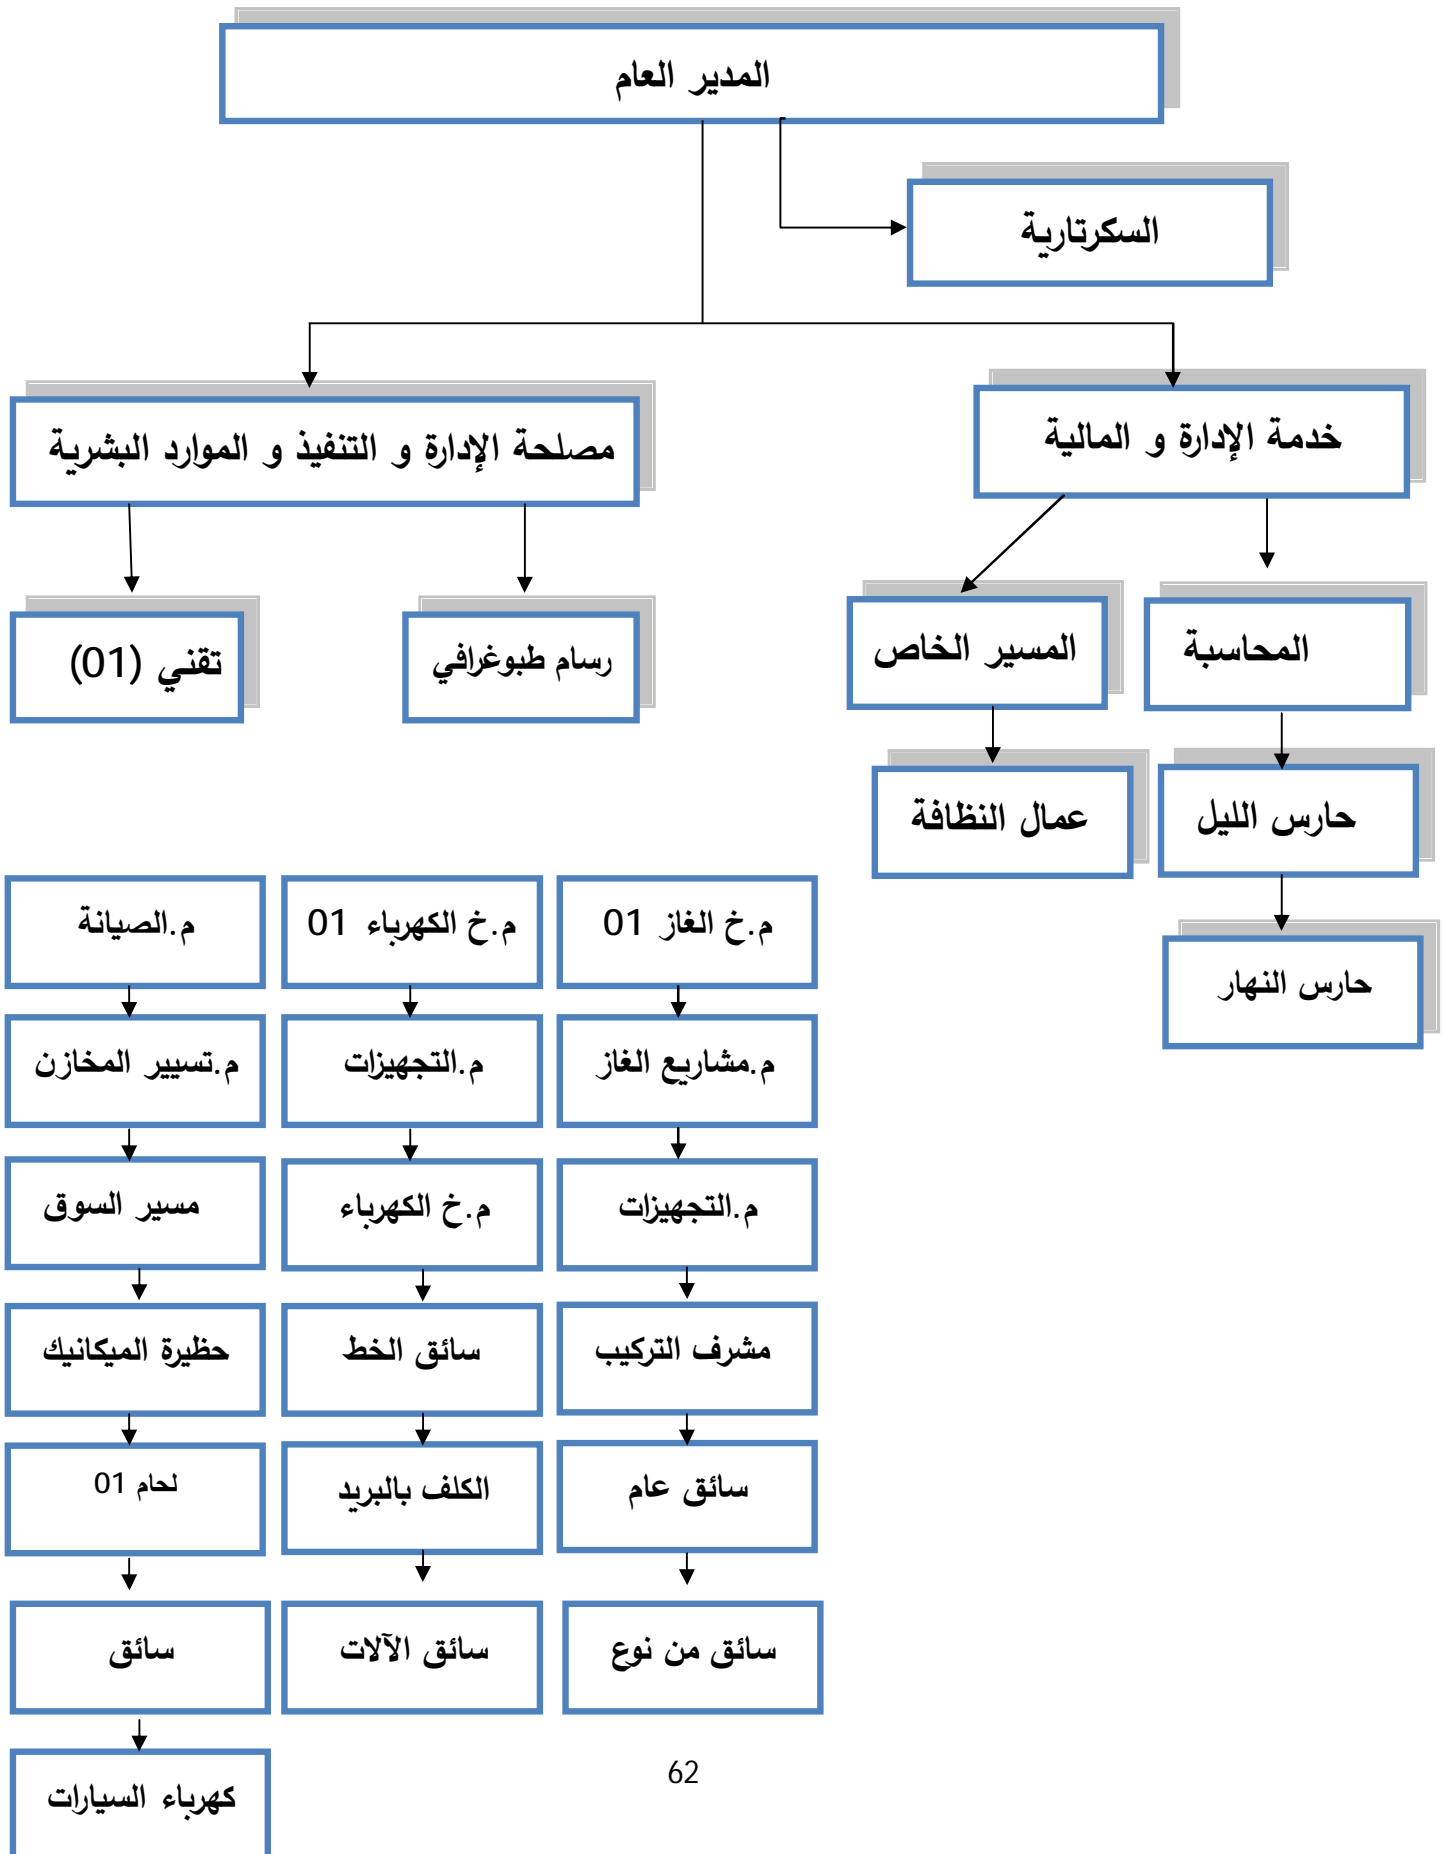 المدير العام
السكرتارية
خدمة الإدارة و المالية
مصلحة الإدارة و التنفيذ و الموارد البشرية
المحاسبة
المسير الخاص
رسام طبوغرافي
تقني (01)
حارس الليل
عمال النظافة
حارس النهار
م.خ الغاز 01
م.خ الكهرباء 01
م.الصيانة
م.مشاريع الغاز
م.التجهيزات
م.تسيير المخازن
م.التجهيزات
م.خ الكهرباء
مسير السوق
مشرف التركيب
سائق الخط
حظيرة الميكانيك
سائق عام
الكلف بالبريد
لحام 01
سائق من نوع
سائق الآلات
سائق
كهرباء السيارات
62